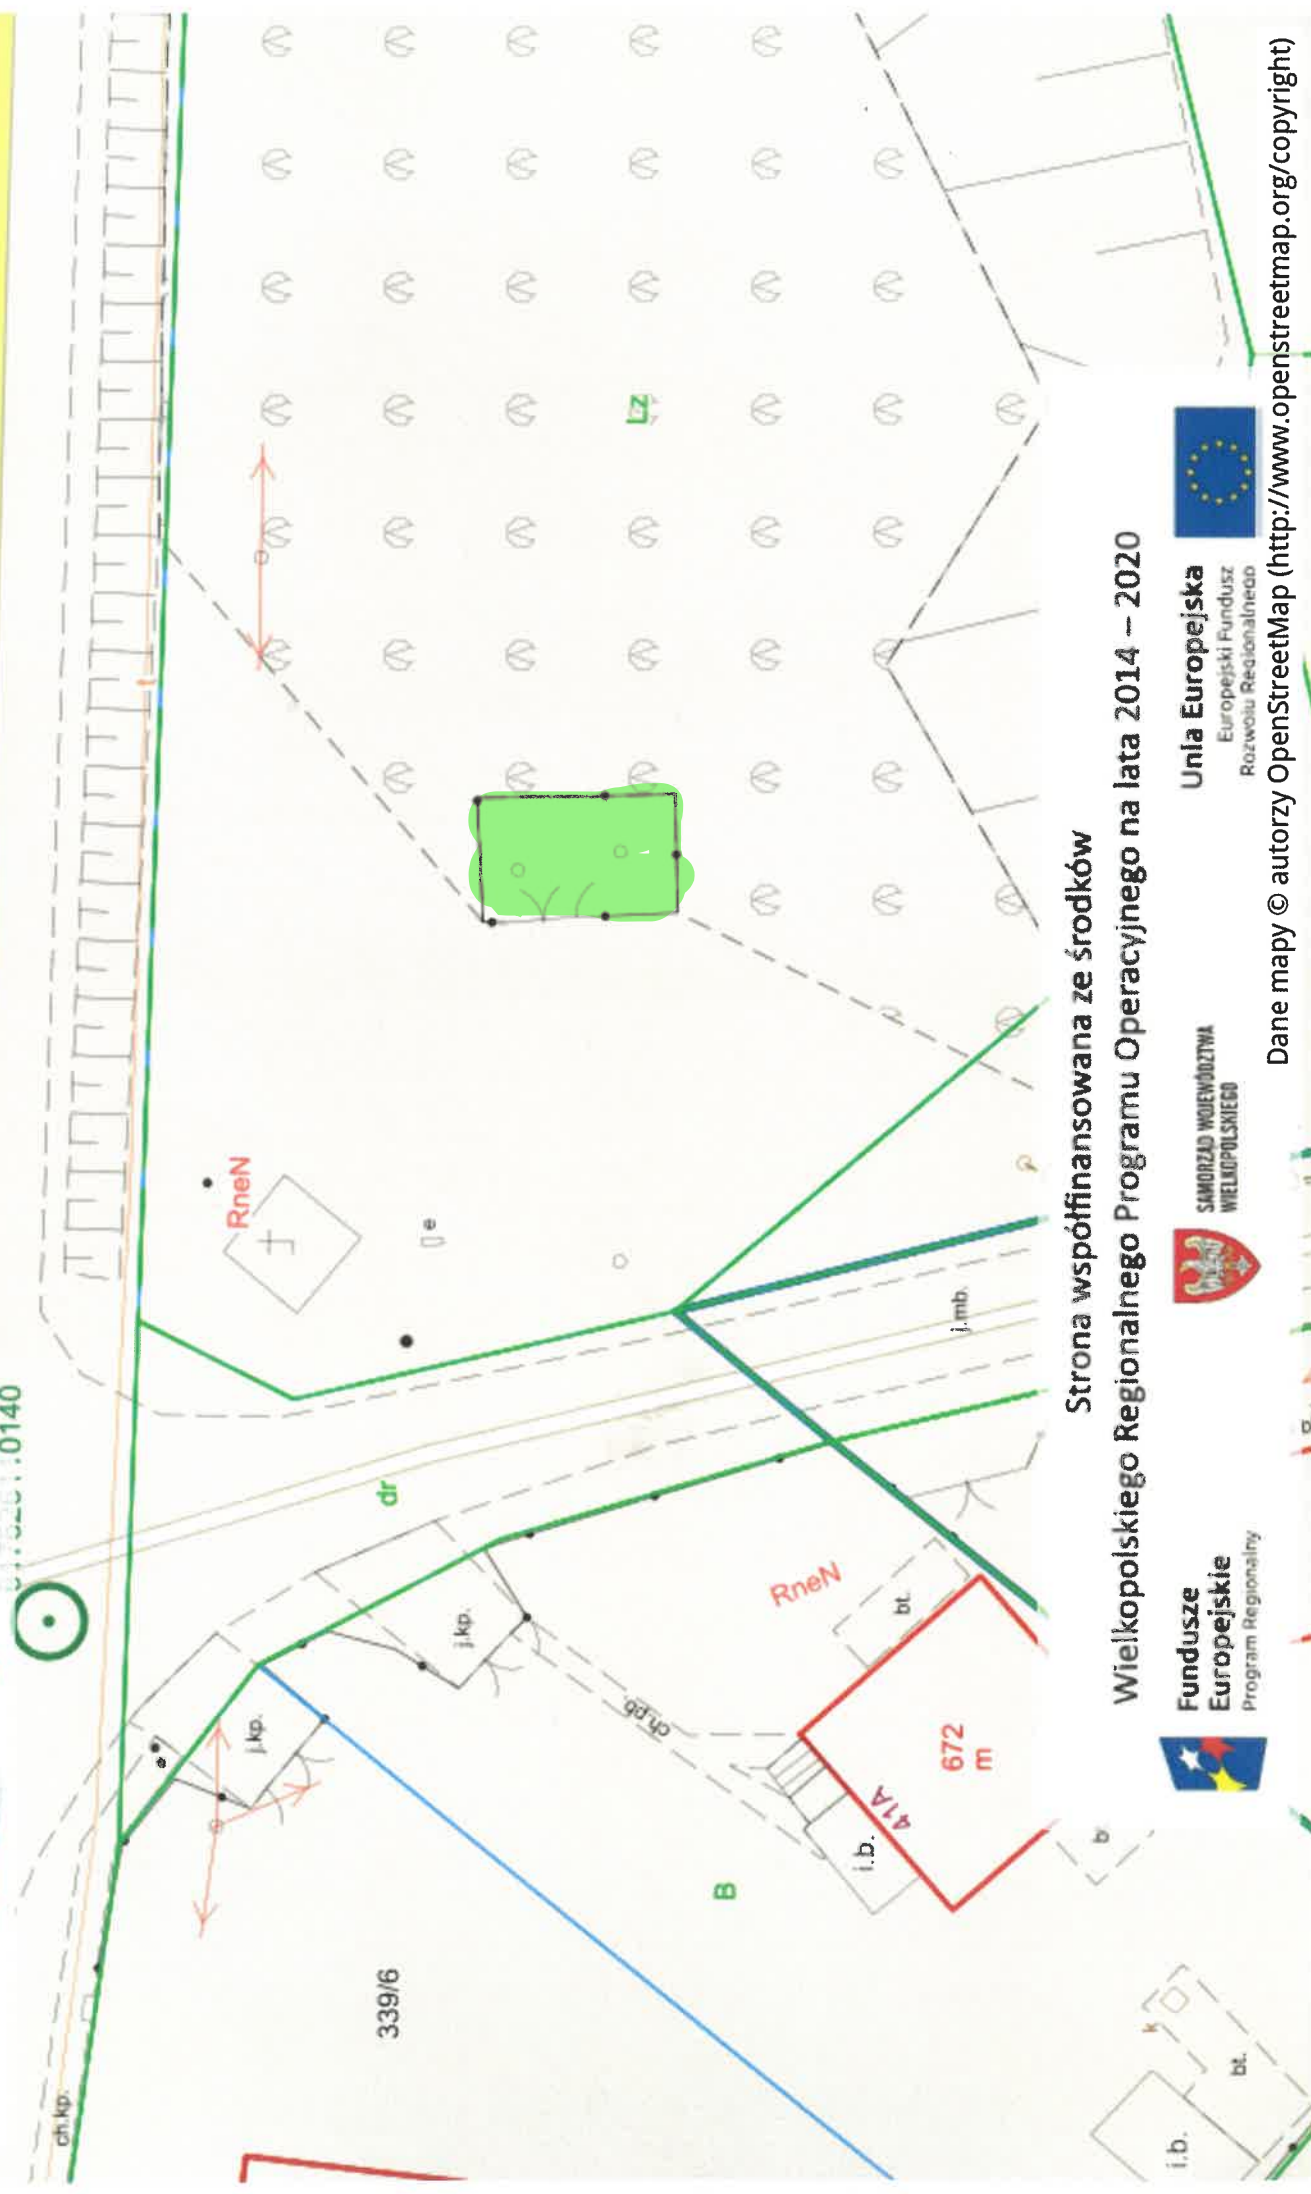 RneN
Lz
e
dr
j.mb.
j.kp.
j.kp.
RneN
bt.
ch.pb
672
m
41A
i.b.
B
339/6
ch.kp.
b
k
bt.
i.b.
t
Strona współfinansowana ze środków
Wielkopolskiego Regionalnego Programu Operacyjnego na lata 2014 – 2020
Fundusze
Europejskie
Program Regionalny
SAMORZĄD WOJEWÓDZTWA
WIELKOPOLSKIEGO
Unia Europejska
Europejski Fundusz
Rozwoju Regionalnego
Dane mapy © autorzy OpenStreetMap (http://www.openstreetmap.org/copyright)